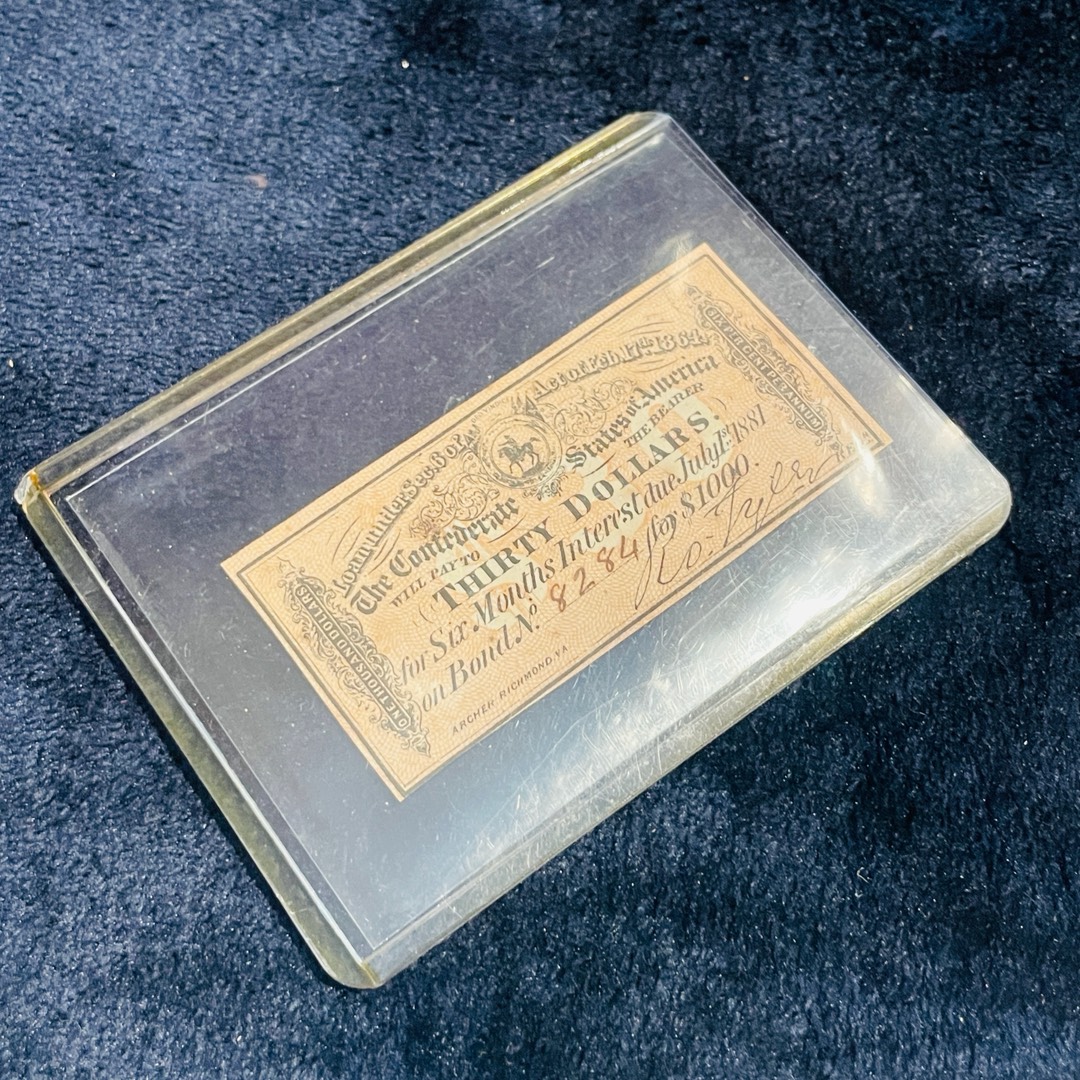 Loan under Sec. 6 of Act of Feb. 17th 1864.
The Confederate States of America
WILL PAY TO THE BEARER
THIRTY DOLLARS.
for Six Months Interest due July 1st 1881
on Bond No. 8284 for $1000.
Ro. Tyler
ARCHER RICHMOND.VA
ONE THOUSAND DOLLARS
SIX PER CENT PER ANNUM